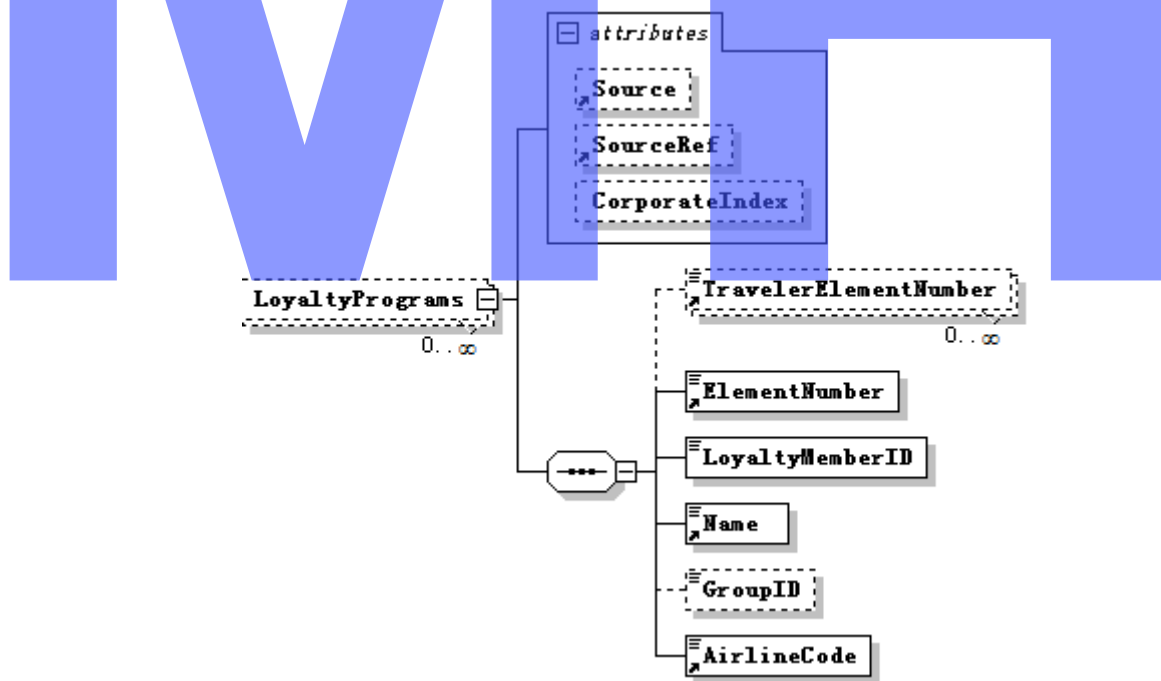 attributes
Source
SourceRef
CorporateIndex
LoyaltyPrograms
0..∞
TravelerElementNumber
0..∞
ElementNumber
LoyaltyMemberID
Name
GroupID
AirlineCode